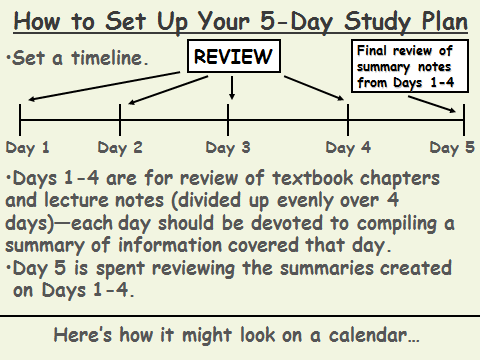 How to Set Up Your 5-Day Study Plan
•Set a timeline.
REVIEW
Final review of
summary notes
from Days 1-4
Day 1 Day 2 Day 3 Day 4 Day 5
•Days 1-4 are for review of textbook chapters
and lecture notes (divided up evenly over 4
days)—each day should be devoted to compiling a
summary of information covered that day.
•Day 5 is spent reviewing the summaries created
on Days 1-4.
Here's how it might look on a calendar…